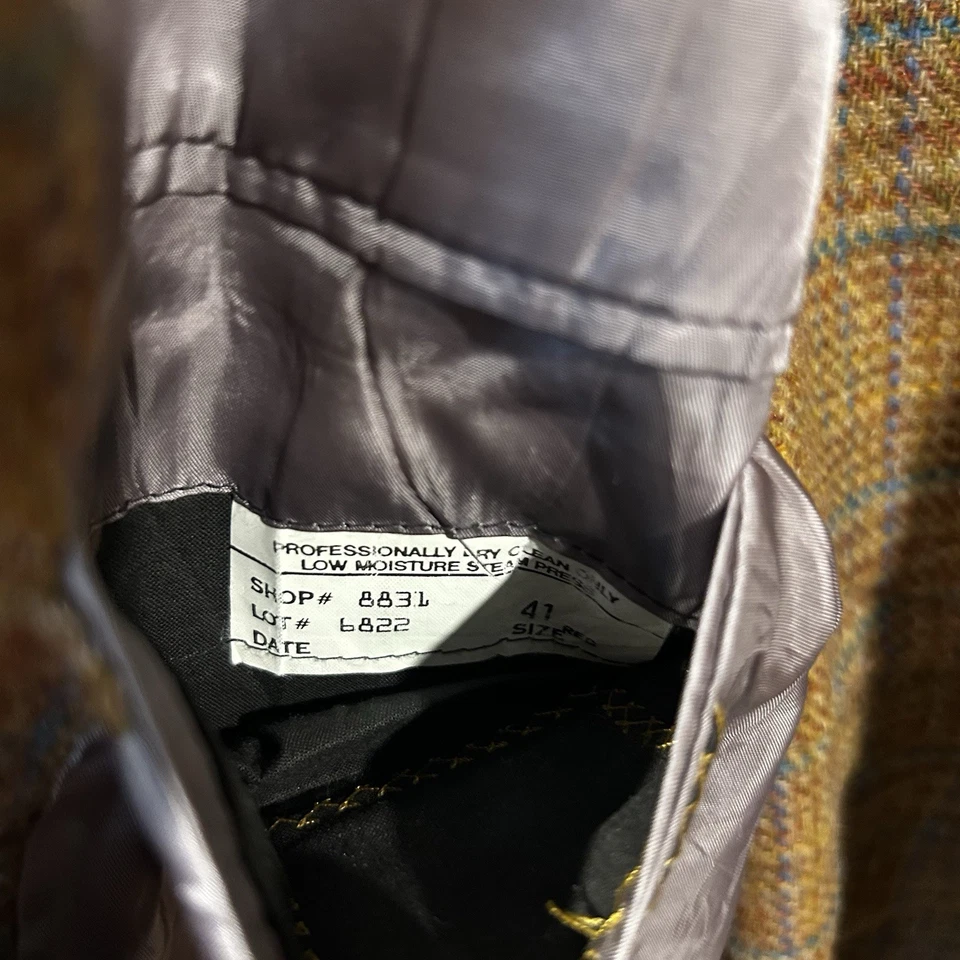 PROFESSIONALLY DRY CLEAN ONLY
LOW MOISTURE STEAM PRESS
SHOP# 8831
LOT# 6822
41 REG
DATE SIZE